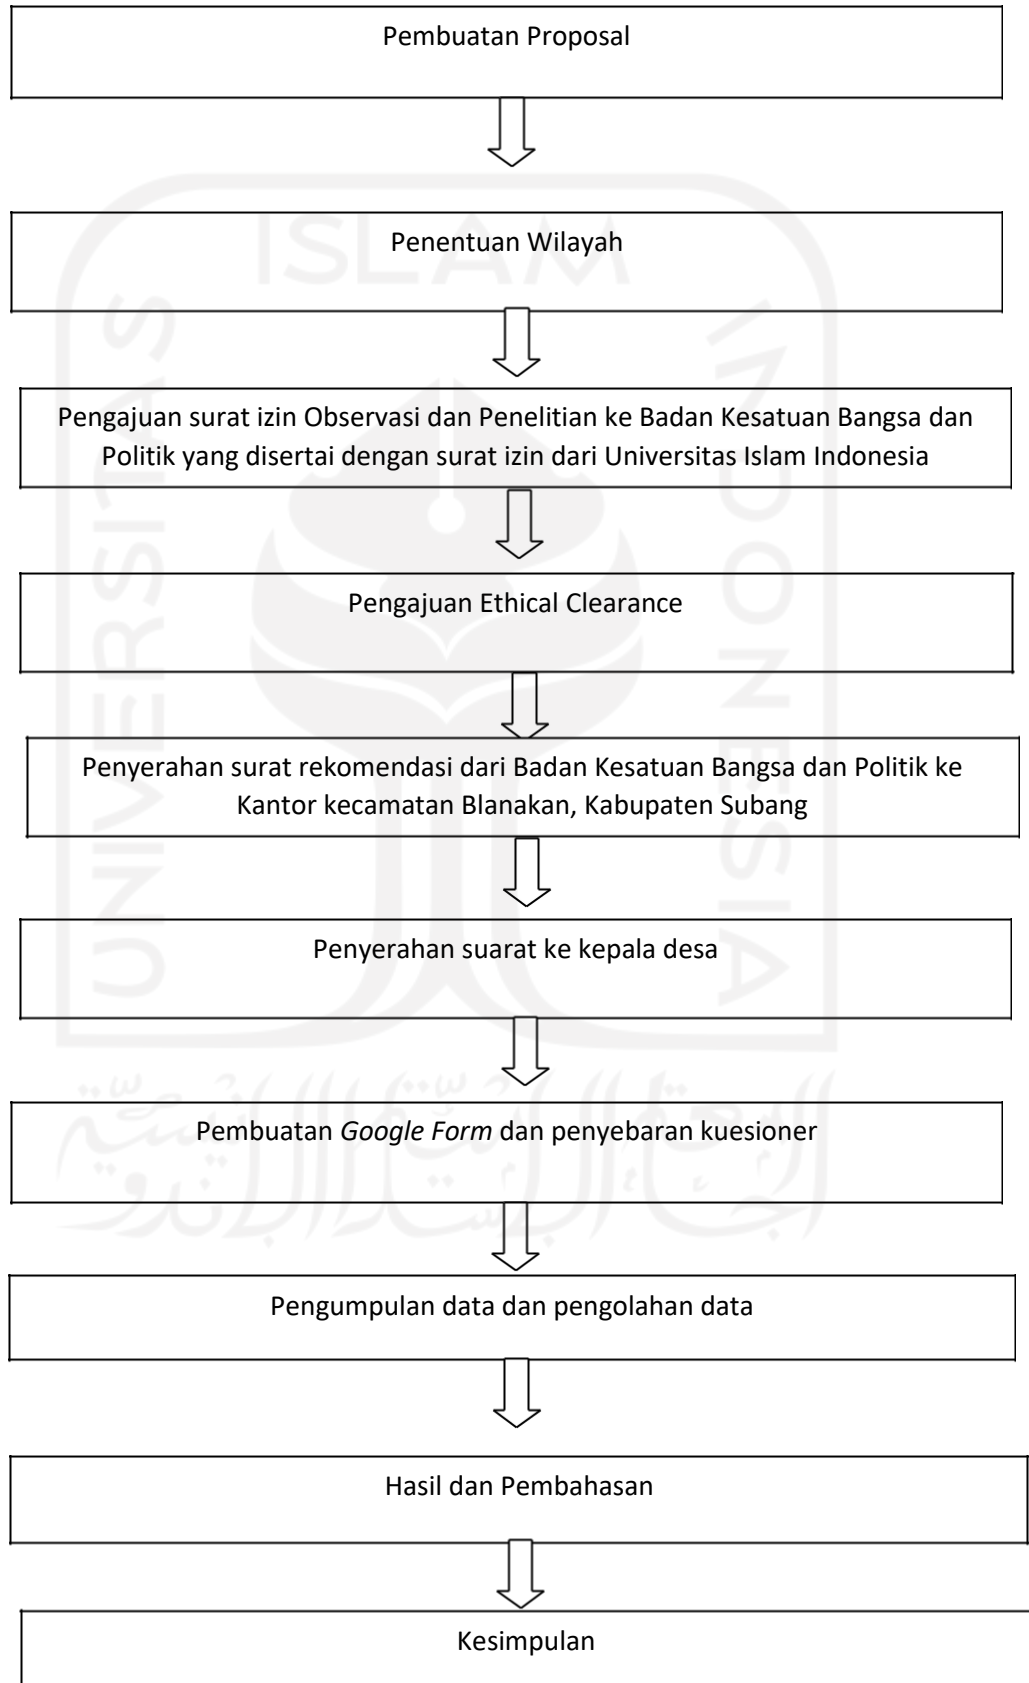 Pembuatan Proposal
Penentuan Wilayah
Pengajuan surat izin Observasi dan Penelitian ke Badan Kesatuan Bangsa dan
Politik yang disertai dengan surat izin dari Universitas Islam Indonesia
Pengajuan Ethical Clearance
Penyerahan surat rekomendasi dari Badan Kesatuan Bangsa dan Politik ke
Kantor kecamatan Blanakan, Kabupaten Subang
Penyerahan suarat ke kepala desa
Pembuatan Google Form dan penyebaran kuesioner
Pengumpulan data dan pengolahan data
Hasil dan Pembahasan
Kesimpulan
UNIVERSITAS
ISLAM
INDONESIA